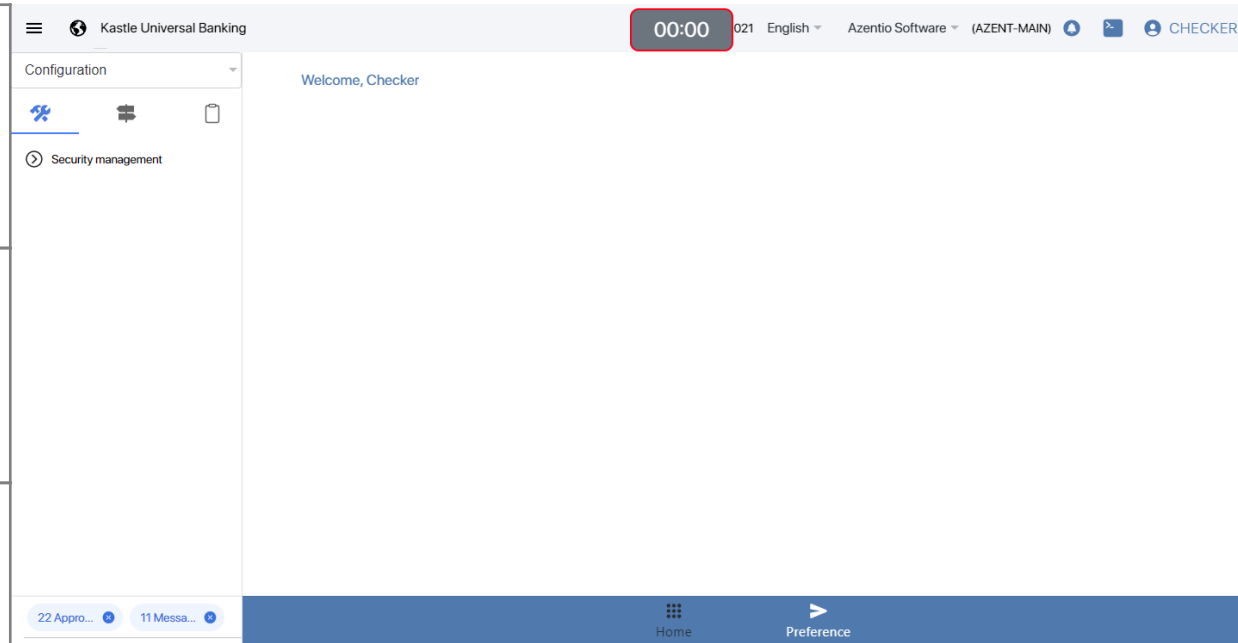 Kastle Universal Banking
00:00 021 English Azentio Software (AZENT-MAIN) CHECKER
Configuration
Welcome, Checker
Security management
22 Appro... 11 Messa...
Home Preference